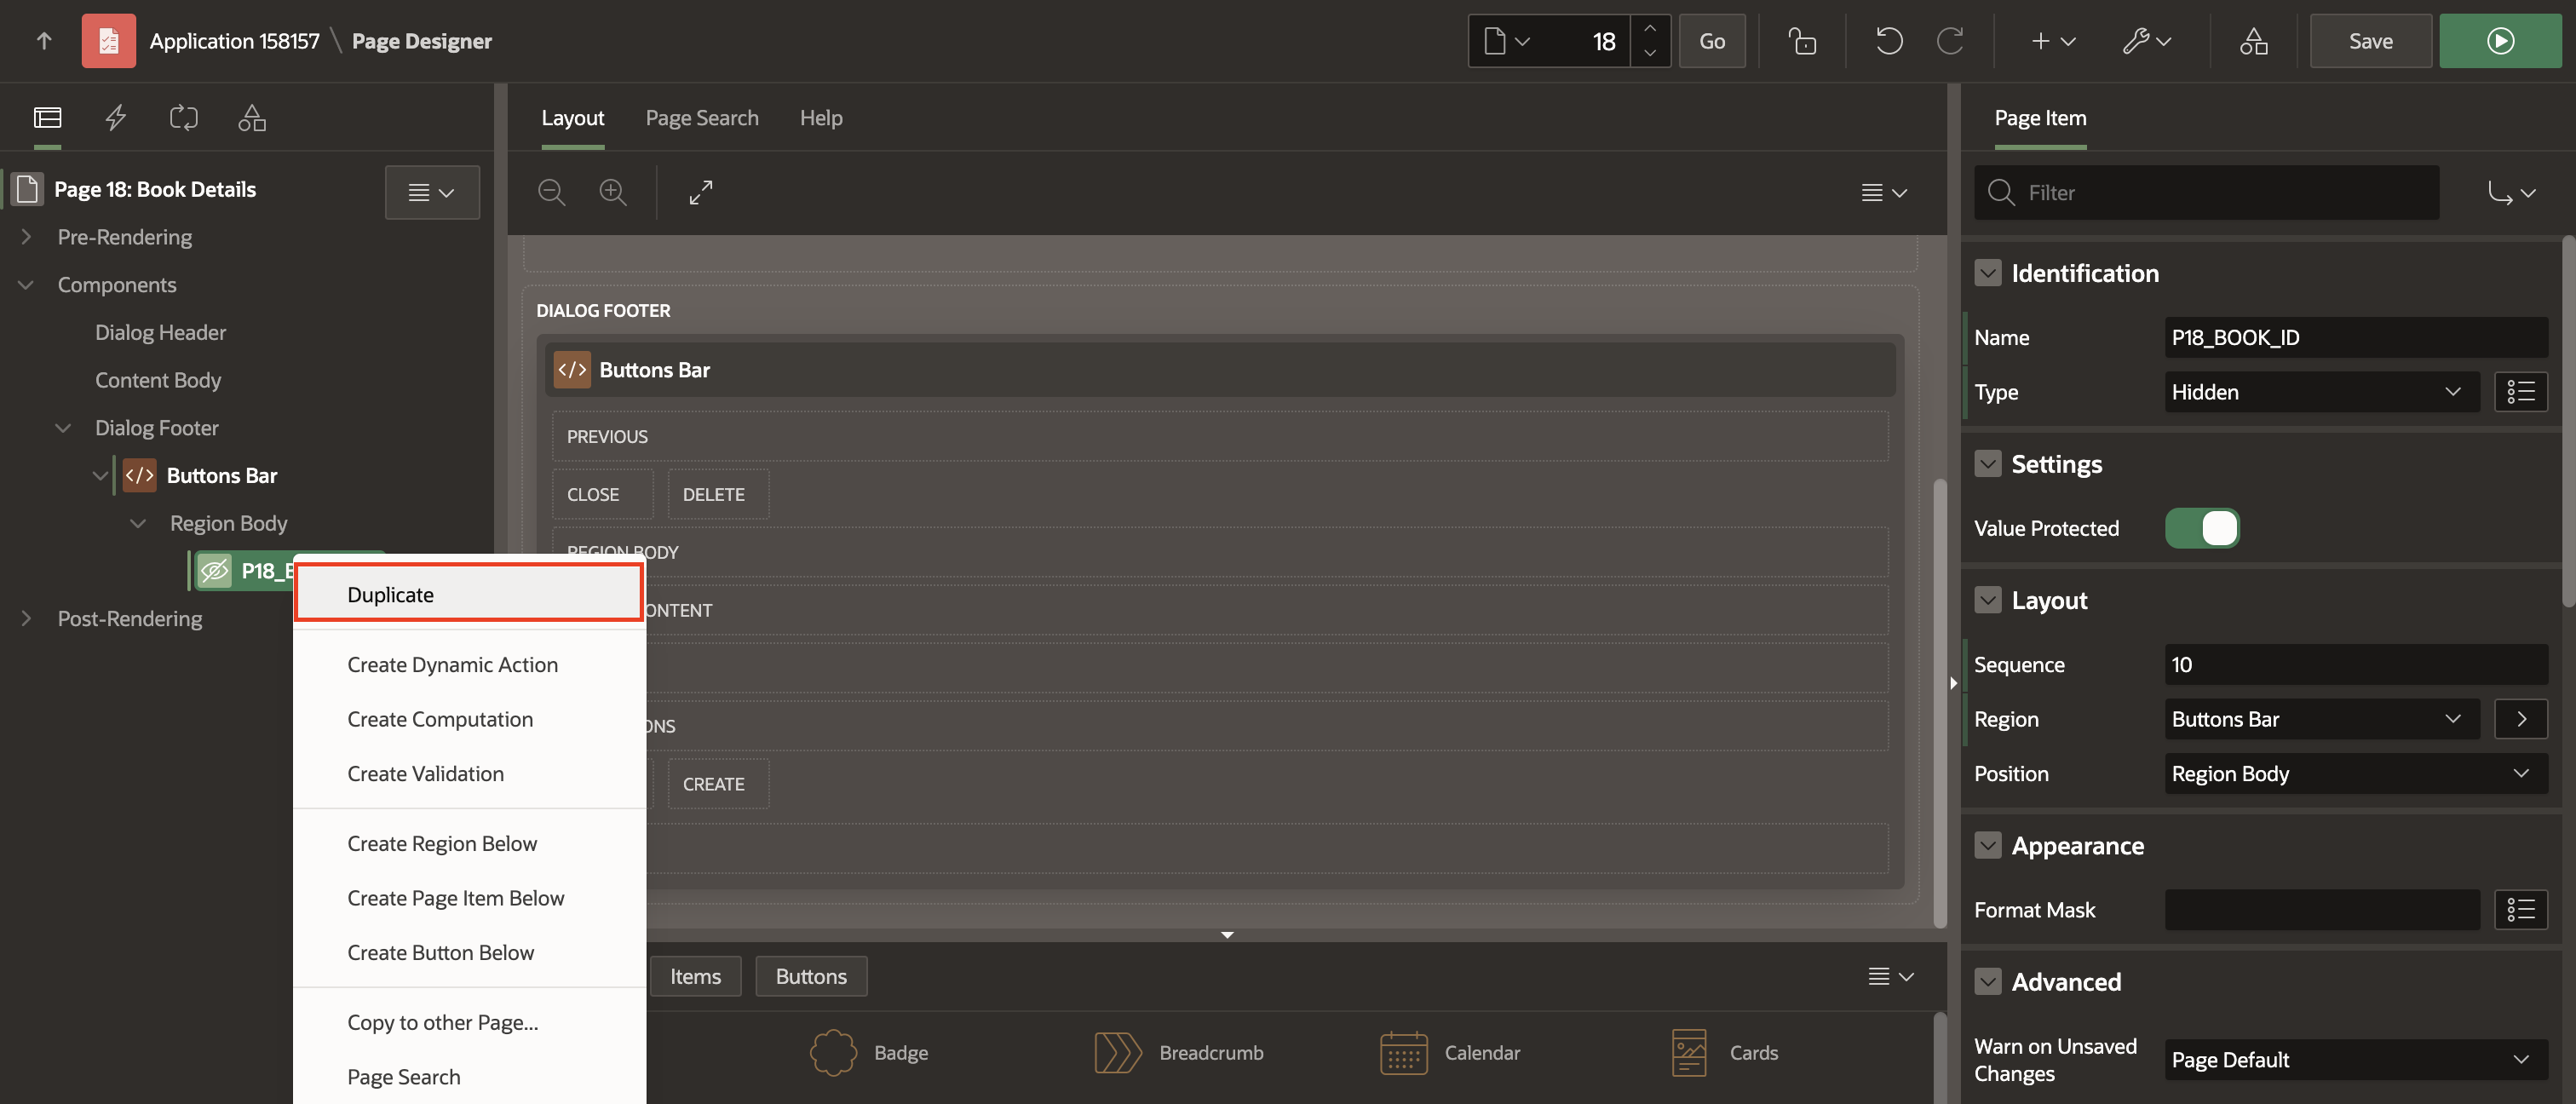 Application 158157 \ Page Designer
18
Go
Save
Layout
Page Search
Help
Page Item
Page 18: Book Details
Pre-Rendering
Components
Dialog Header
Content Body
Dialog Footer
Buttons Bar
Region Body
P18_B
Post-Rendering
Duplicate
Create Dynamic Action
Create Computation
Create Validation
Create Region Below
Create Page Item Below
Create Button Below
Copy to other Page...
Page Search
DIALOG FOOTER
Buttons Bar
PREVIOUS
CLOSE
DELETE
REGION BODY
ONTENT
ONS
CREATE
Items
Buttons
Badge
Breadcrumb
Calendar
Cards
Filter
Identification
Name
P18_BOOK_ID
Type
Hidden
Settings
Value Protected
Layout
Sequence
10
Region
Buttons Bar
Position
Region Body
Appearance
Format Mask
Advanced
Warn on Unsaved
Changes
Page Default